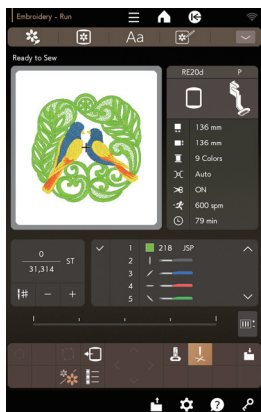 Embroidery - Run
Aa
Ready to Sew
RE20d P
136 mm
136 mm
9 Colors
Auto
ON
600 spm
79 min
0
31,314
ST
- +
1 218 JSP
2
3
4
5